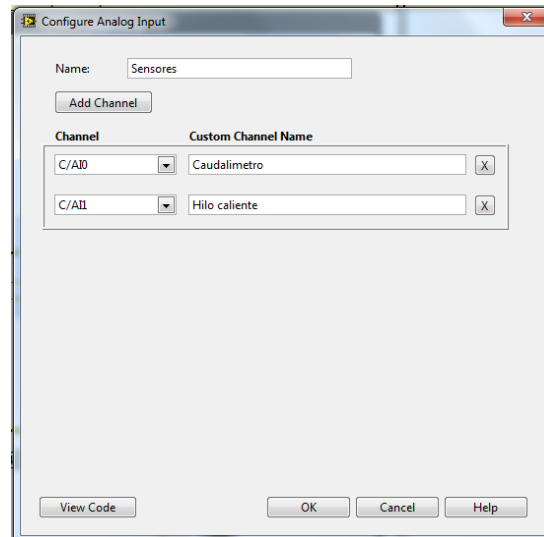 Configure Analog Input
X
Name: Sensores
Add Channel
Channel Custom Channel Name
C/AI0 Caudalimetro X
C/AI1 Hilo caliente X
View Code OK Cancel Help